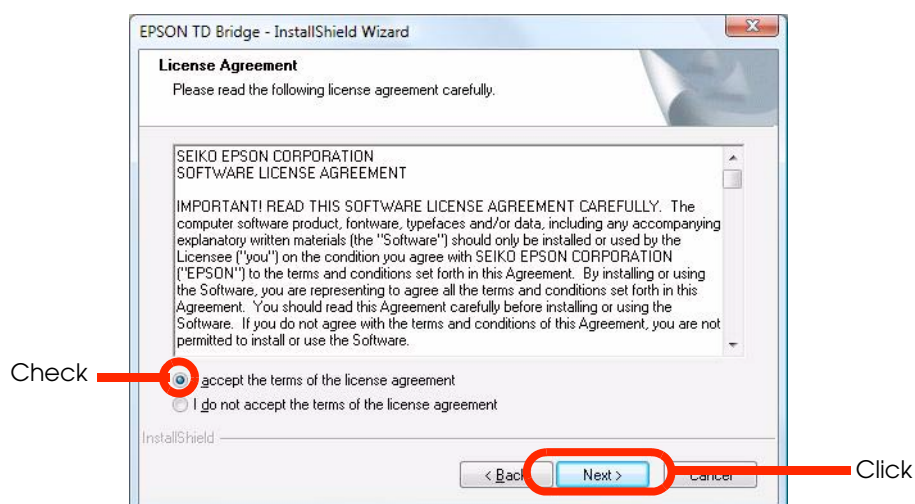 EPSON TD Bridge - InstallShield Wizard
License Agreement
Please read the following license agreement carefully.
SEIKO EPSON CORPORATION
SOFTWARE LICENSE AGREEMENT
IMPORTANT! READ THIS SOFTWARE LICENSE AGREEMENT CAREFULLY. The
computer software product, fontware, typefaces and/or data, including any accompanying
explanatory written materials (the "Software") should only be installed or used by the
Licensee ("you") on the condition you agree with SEIKO EPSON CORPORATION
("EPSON") to the terms and conditions set forth in this Agreement. By installing or using
the Software, you are representing to agree all the terms and conditions set forth in this
Agreement. You should read this Agreement carefully before installing or using the
Software. If you do not agree with the terms and conditions of this Agreement, you are not
permitted to install or use the Software.
Check
accept the terms of the license agreement
I do not accept the terms of the license agreement
InstallShield
< Back
Next >
Cancel
Click